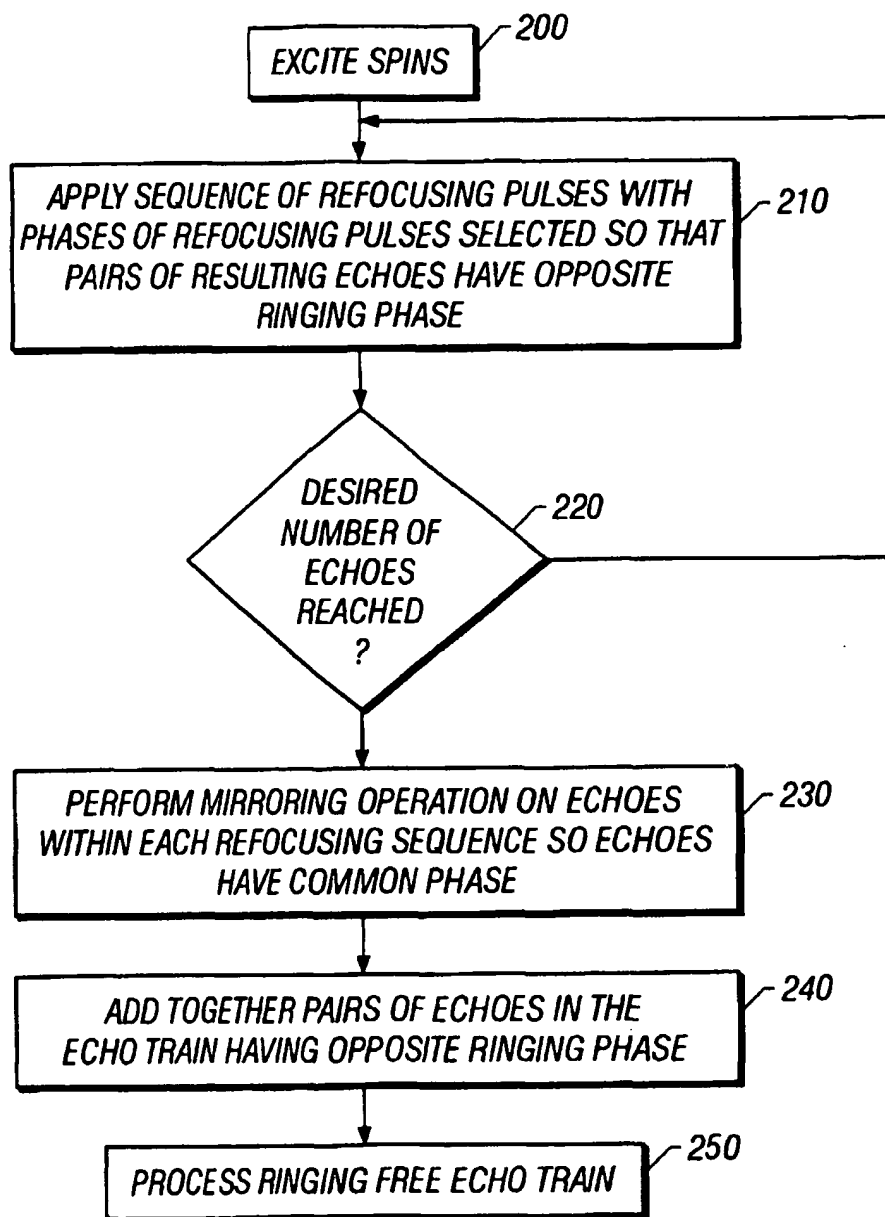 200
EXCITE SPINS
210
APPLY SEQUENCE OF REFOCUSING PULSES WITH
PHASES OF REFOCUSING PULSES SELECTED SO THAT
PAIRS OF RESULTING ECHOES HAVE OPPOSITE
RINGING PHASE
220
DESIRED
NUMBER OF
ECHOES
REACHED
?
230
PERFORM MIRRORING OPERATION ON ECHOES
WITHIN EACH REFOCUSING SEQUENCE SO ECHOES
HAVE COMMON PHASE
240
ADD TOGETHER PAIRS OF ECHOES IN THE
ECHO TRAIN HAVING OPPOSITE RINGING PHASE
250
PROCESS RINGING FREE ECHO TRAIN